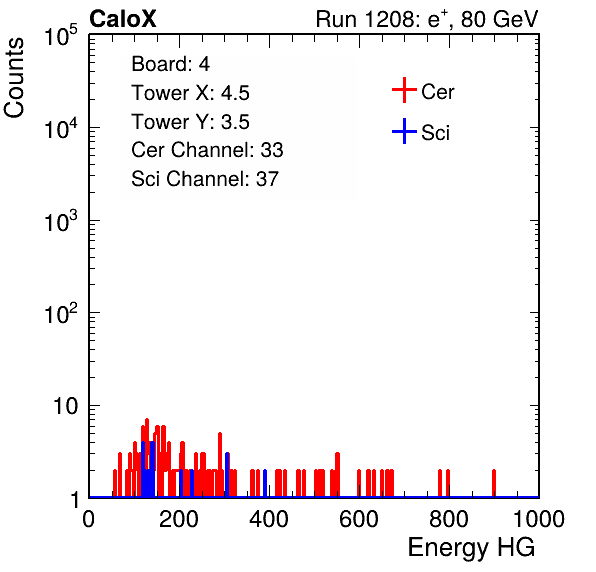 CaloX Run 1208: e⁺, 80 GeV
Counts
Board: 4
Tower X: 4.5
Tower Y: 3.5
Cer Channel: 33
Sci Channel: 37
Cer
Sci
10⁵
10⁴
10³
10²
10
1
0 200 400 600 800 1000
Energy HG